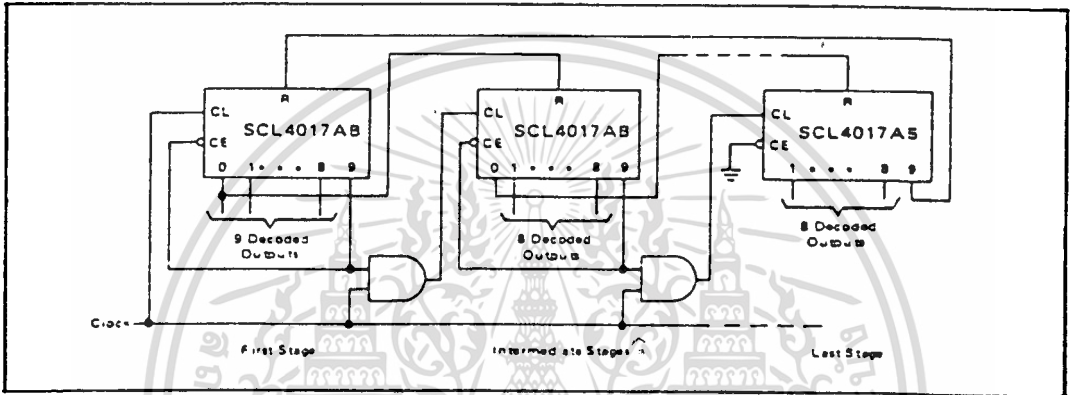 R R R
CL CL CL
SCL4017AB SCL4017AB SCL4017AS
CE CE CE
0 1 • • • 8 9 0 1 • • • 8 9 1 • • • 8 9
9 Decoded Outputs
8 Decoded Outputs
8 Decoded Outputs
Clock
First Stage Intermediate Stages Last Stage